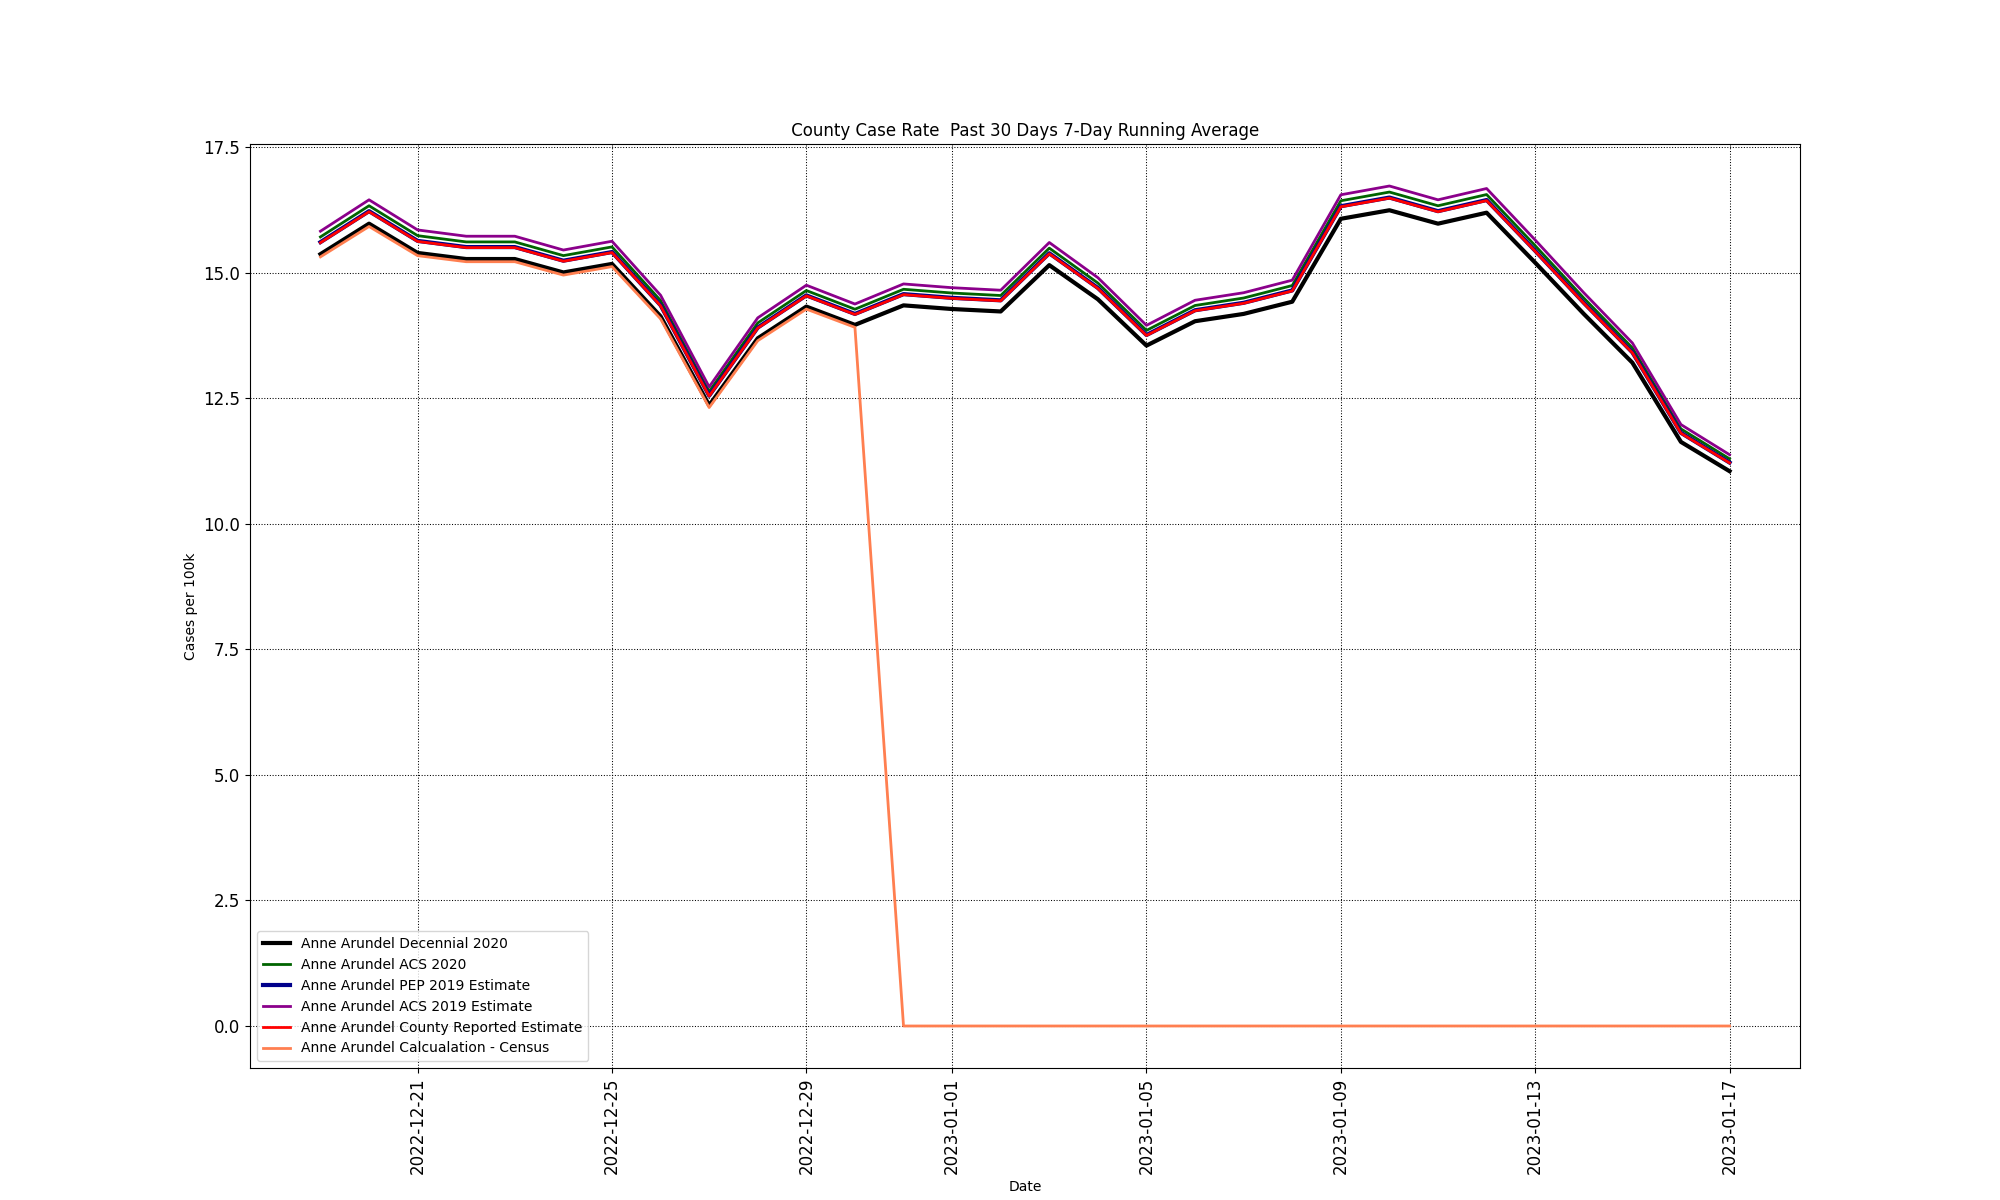 County Case Rate  Past 30 Days 7-Day Running Average
17.5
15.0
12.5
10.0
7.5
5.0
2.5
0.0
Cases per 100k
Anne Arundel Decennial 2020
Anne Arundel ACS 2020
Anne Arundel PEP 2019 Estimate
Anne Arundel ACS 2019 Estimate
Anne Arundel County Reported Estimate
Anne Arundel Calcualation - Census
2022-12-21
2022-12-25
2022-12-29
2023-01-01
2023-01-05
2023-01-09
2023-01-13
2023-01-17
Date